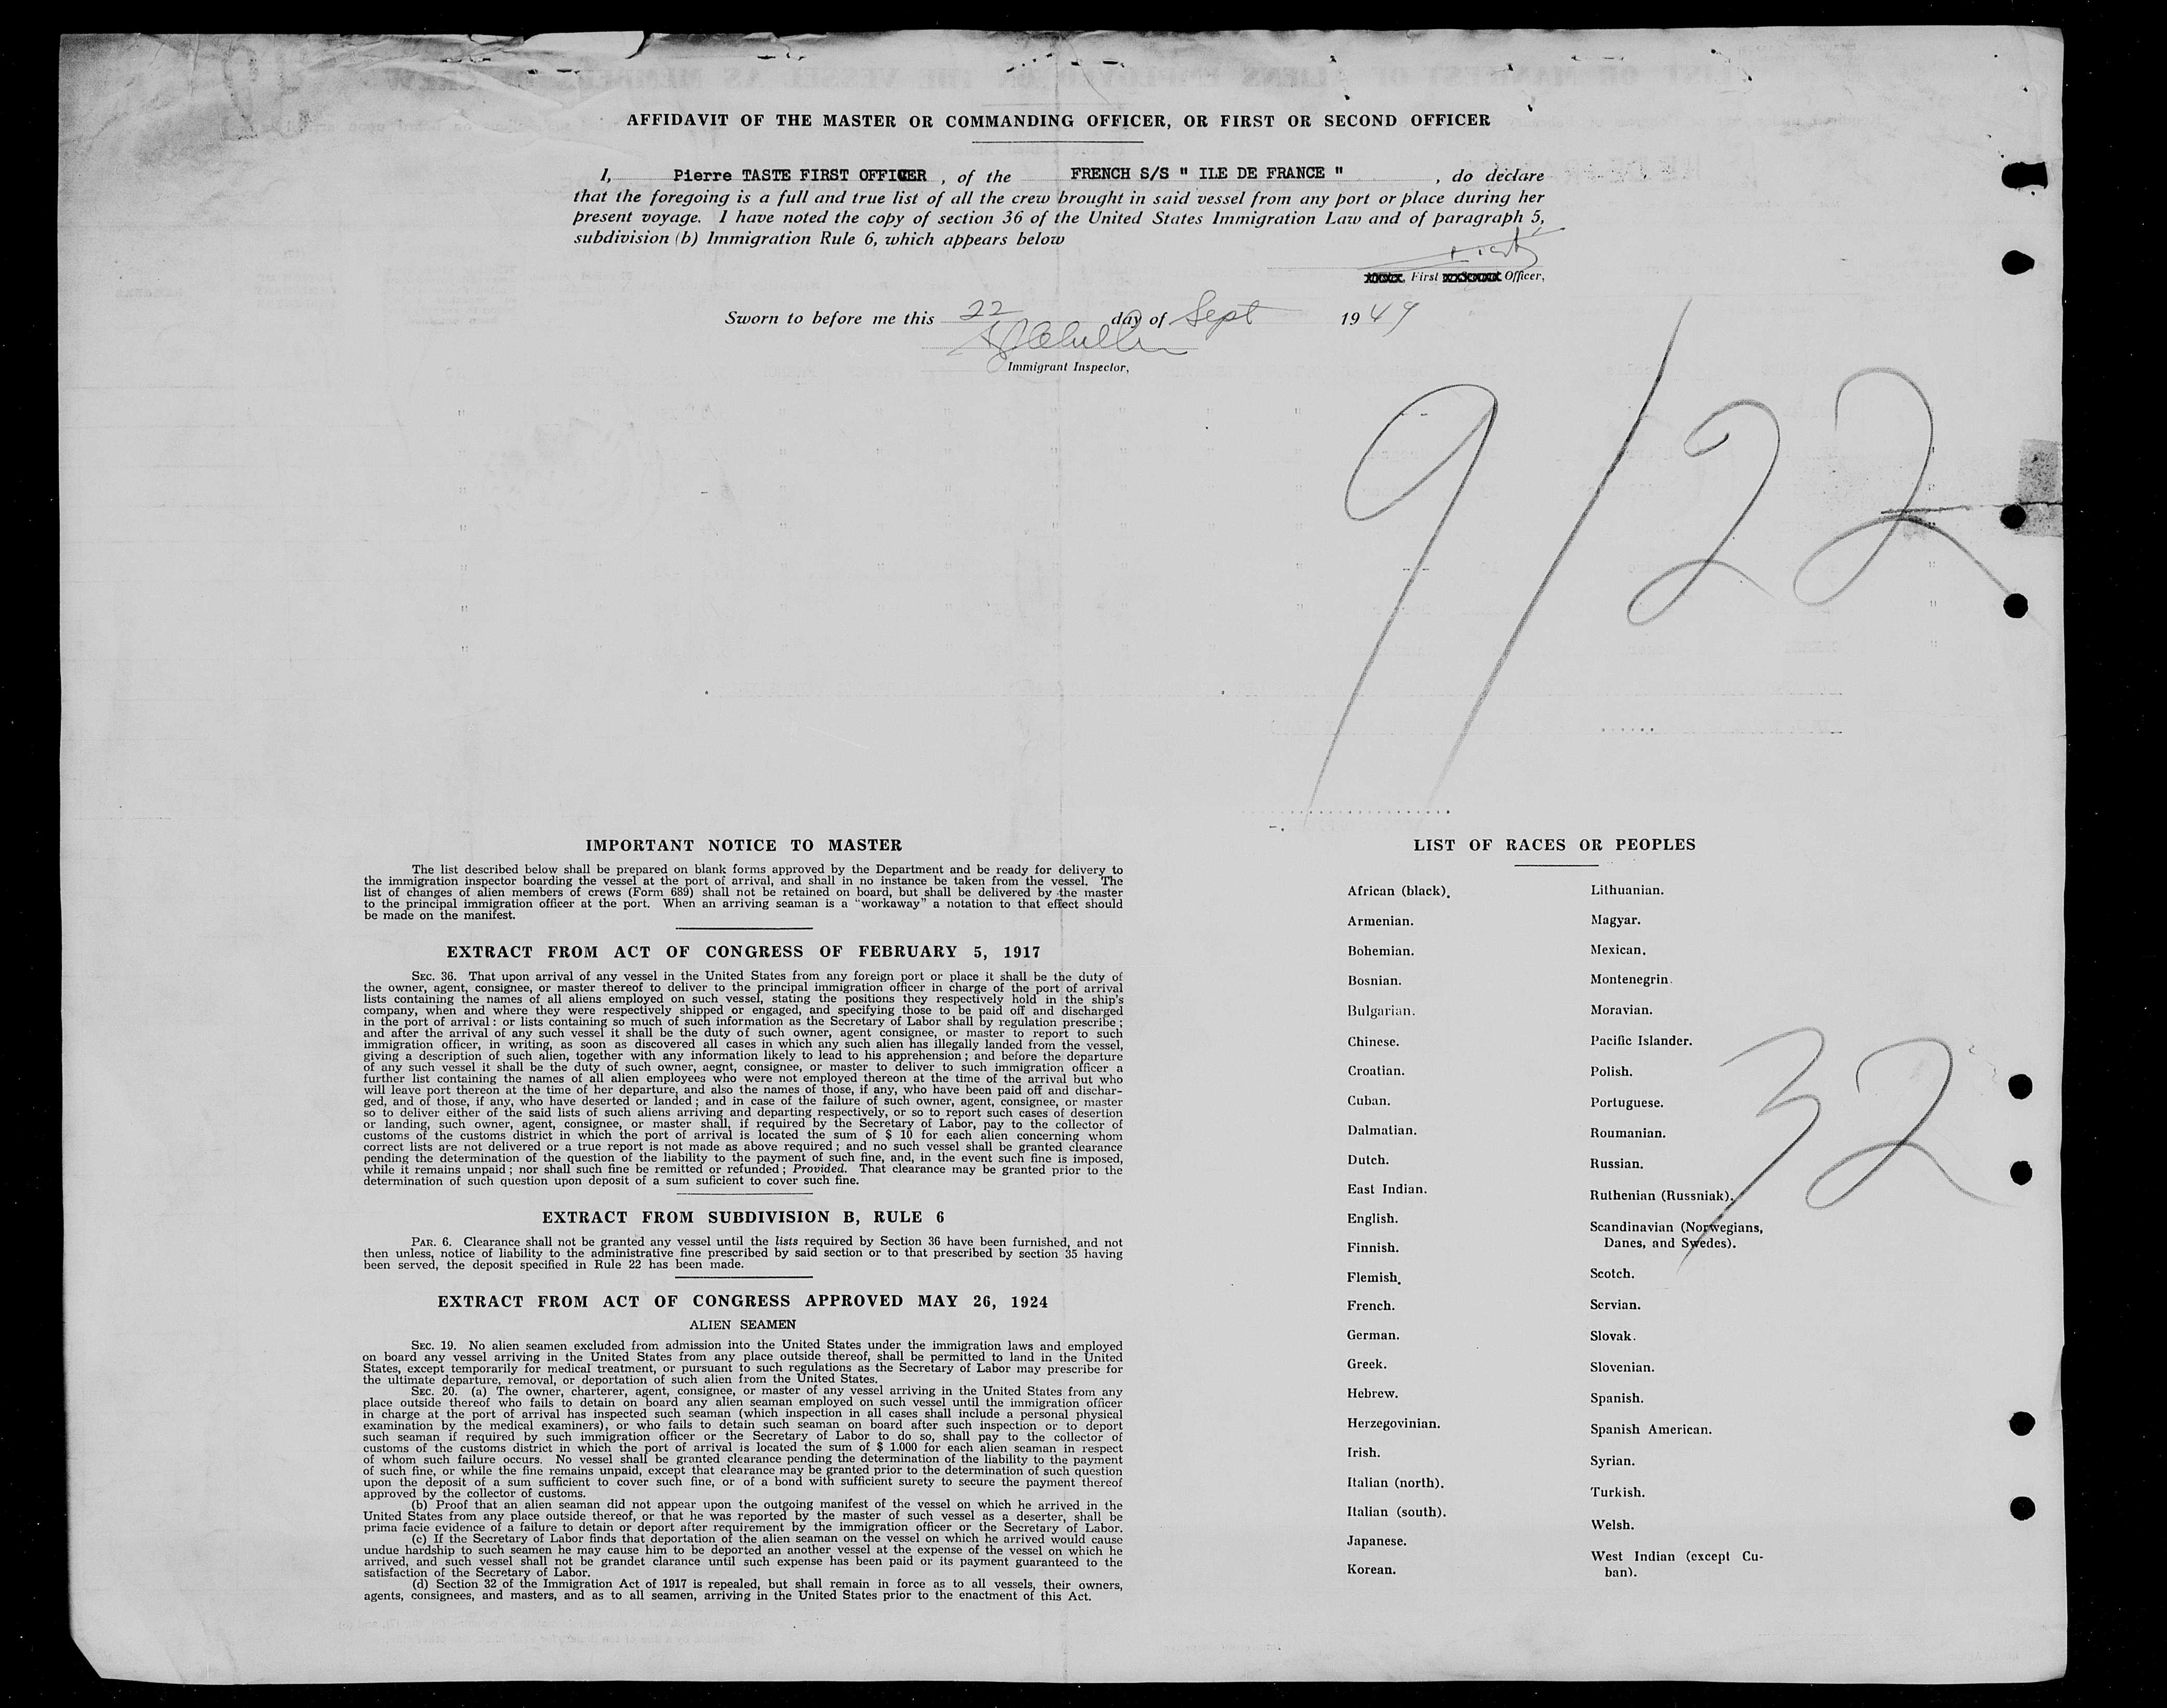 AFFIDAVIT OF THE MASTER OR COMMANDING OFFICER, OR FIRST OR SECOND OFFICER
I, Pierre TASTE FIRST OFFICER , of the FRENCH S/S " ILE DE FRANCE " , do declare
that the foregoing is a full and true list of all the crew brought in said vessel from any port or place during her
present voyage. I have noted the copy of section 36 of the United States Immigration Law and of paragraph 5,
subdivision (b) Immigration Rule 6, which appears below
First Officer,
Sworn to before me this 22 day of Sept 1949
Immigrant Inspector,
9/22
IMPORTANT NOTICE TO MASTER
The list described below shall be prepared on blank forms approved by the Department and be ready for delivery to
the immigration inspector boarding the vessel at the port of arrival, and shall in no instance be taken from the vessel. The
list of changes of alien members of crews (Form 689) shall not be retained on board, but shall be delivered by the master
to the principal immigration officer at the port. When an arriving seaman is a "workaway" a notation to that effect should
be made on the manifest.
EXTRACT FROM ACT OF CONGRESS OF FEBRUARY 5, 1917
SEC. 36. That upon arrival of any vessel in the United States from any foreign port or place it shall be the duty of
the owner, agent, consignee, or master thereof to deliver to the principal immigration officer in charge of the port of arrival
lists containing the names of all aliens employed on such vessel, stating the positions they respectively hold in the ship's
company, when and where they were respectively shipped or engaged, and specifying those to be paid off and discharged
in the port of arrival : or lists containing so much of such information as the Secretary of Labor shall by regulation prescribe ;
and after the arrival of any such vessel it shall be the duty of such owner, agent consignee, or master to report to such
immigration officer, in writing, as soon as discovered all cases in which any such alien has illegally landed from the vessel,
giving a description of such alien, together with any information likely to lead to his apprehension ; and before the departure
of any such vessel it shall be the duty of such owner, aegnt, consignee, or master to deliver to such immigration officer a
further list containing the names of all alien employees who were not employed thereon at the time of the arrival but who
will leave port thereon at the time of her departure, and also the names of those, if any, who have been paid off and dischar-
ged, and of those, if any, who have deserted or landed ; and in case of the failure of such owner, agent, consignee, or master
so to deliver either of the said lists of such aliens arriving and departing respectively, or so to report such cases of desertion
or landing, such owner, agent, consignee, or master shall, if required by the Secretary of Labor, pay to the collector of
customs of the customs district in which the port of arrival is located the sum of $ 10 for each alien concerning whom
correct lists are not delivered or a true report is not made as above required ; and no such vessel shall be granted clearance
pending the determination of the question of the liability to the payment of such fine, and, in the event such fine is imposed,
while it remains unpaid ; nor shall such fine be remitted or refunded ; Provided. That clearance may be granted prior to the
determination of such question upon deposit of a sum suficient to cover such fine.
EXTRACT FROM SUBDIVISION B, RULE 6
PAR. 6. Clearance shall not be granted any vessel until the lists required by Section 36 have been furnished, and not
then unless, notice of liability to the administrative fine prescribed by said section or to that prescribed by section 35 having
been served, the deposit specified in Rule 22 has been made.
EXTRACT FROM ACT OF CONGRESS APPROVED MAY 26, 1924
ALIEN SEAMEN
SEC. 19. No alien seamen excluded from admission into the United States under the immigration laws and employed
on board any vessel arriving in the United States from any place outside thereof, shall be permitted to land in the United
States, except temporarily for medical treatment, or pursuant to such regulations as the Secretary of Labor may prescribe for
the ultimate departure, removal, or deportation of such alien from the United States.
SEC. 20. (a) The owner, charterer, agent, consignee, or master of any vessel arriving in the United States from any
place outside thereof who fails to detain on board any alien seaman employed on such vessel until the immigration officer
in charge at the port of arrival has inspected such seaman (which inspection in all cases shall include a personal physical
examination by the medical examiners), or who fails to detain such seaman on board after such inspection or to deport
such seaman if required by such immigration officer or the Secretary of Labor to do so, shall pay to the collector of
customs of the customs district in which the port of arrival is located the sum of $ 1.000 for each alien seaman in respect
of whom such failure occurs. No vessel shall be granted clearance pending the determination of the liability to the payment
of such fine, or while the fine remains unpaid, except that clearance may be granted prior to the determination of such question
upon the deposit of a sum sufficient to cover such fine, or of a bond with sufficient surety to secure the payment thereof
approved by the collector of customs.
(b) Proof that an alien seaman did not appear upon the outgoing manifest of the vessel on which he arrived in the
United States from any place outside thereof, or that he was reported by the master of such vessel as a deserter, shall be
prima facie evidence of a failure to detain or deport after requirement by the immigration officer or the Secretary of Labor.
(c) If the Secretary of Labor finds that deportation of the alien seaman on the vessel on which he arrived would cause
undue hardship to such seamen he may cause him to be deported an another vessel at the expense of the vessel on which he
arrived, and such vessel shall not be grandet clarance until such expense has been paid or its payment guaranteed to the
satisfaction of the Secretary of Labor.
(d) Section 32 of the Immigration Act of 1917 is repealed, but shall remain in force as to all vessels, their owners,
agents, consignees, and masters, and as to all seamen, arriving in the United States prior to the enactment of this Act.
LIST OF RACES OR PEOPLES
African (black).
Armenian.
Bohemian.
Bosnian.
Bulgarian.
Chinese.
Croatian.
Cuban.
Dalmatian.
Dutch.
East Indian.
English.
Finnish.
Flemish.
French.
German.
Greek.
Hebrew.
Herzegovinian.
Irish.
Italian (north).
Italian (south).
Japanese.
Korean.
Lithuanian.
Magyar.
Mexican.
Montenegrin.
Moravian.
Pacific Islander.
Polish.
Portuguese.
Roumanian.
Russian.
Ruthenian (Russniak).
Scandinavian (Norwegians,
Danes, and Swedes).
Scotch.
Servian.
Slovak.
Slovenian.
Spanish.
Spanish American.
Syrian.
Turkish.
Welsh.
West Indian (except Cu-
ban).
32